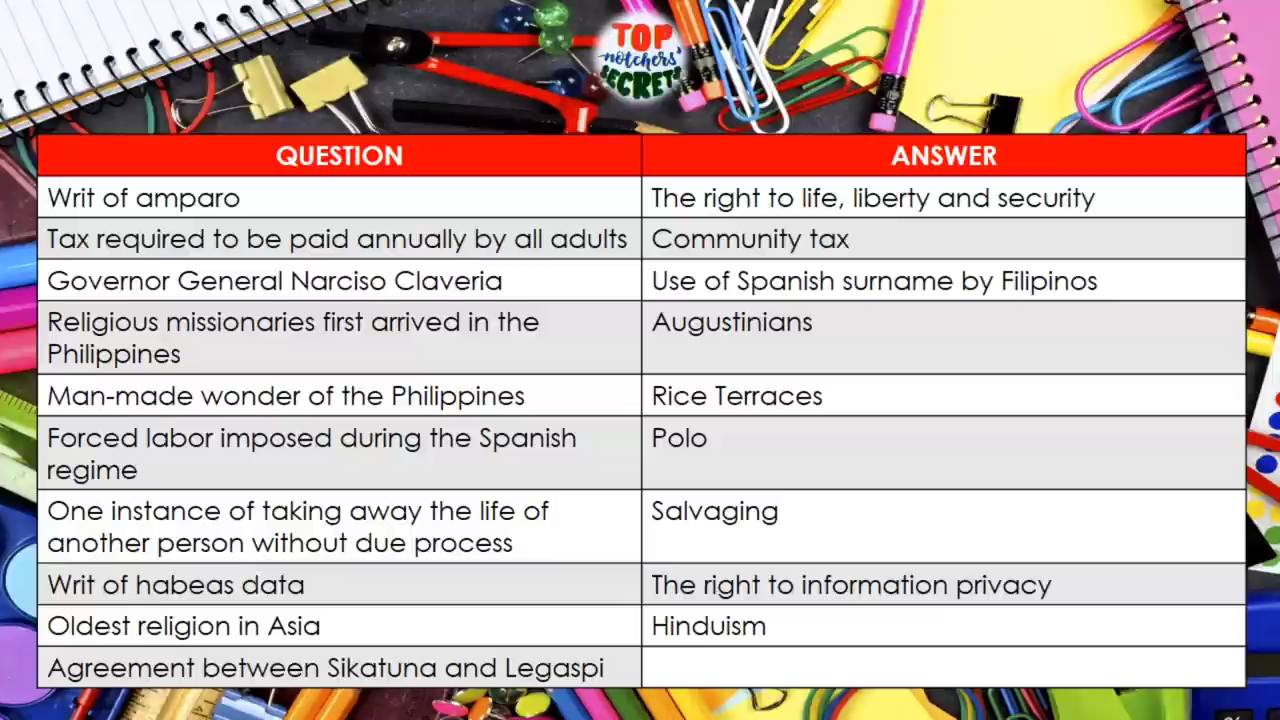 TOP
notchers'
SECRETS
QUESTION ANSWER
Writ of amparo The right to life, liberty and security
Tax required to be paid annually by all adults Community tax
Governor General Narciso Claveria Use of Spanish surname by Filipinos
Religious missionaries first arrived in the Augustinians
Philippines
Man-made wonder of the Philippines Rice Terraces
Forced labor imposed during the Spanish Polo
regime
One instance of taking away the life of Salvaging
another person without due process
Writ of habeas data The right to information privacy
Oldest religion in Asia Hinduism
Agreement between Sikatuna and Legaspi